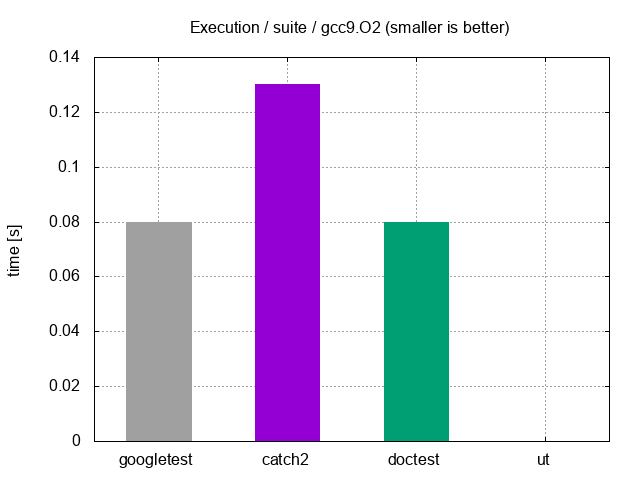 Execution / suite / gcc9.O2 (smaller is better)
0.14
0.12
0.1
0.08
0.06
0.04
0.02
0
time [s]
googletest catch2 doctest ut